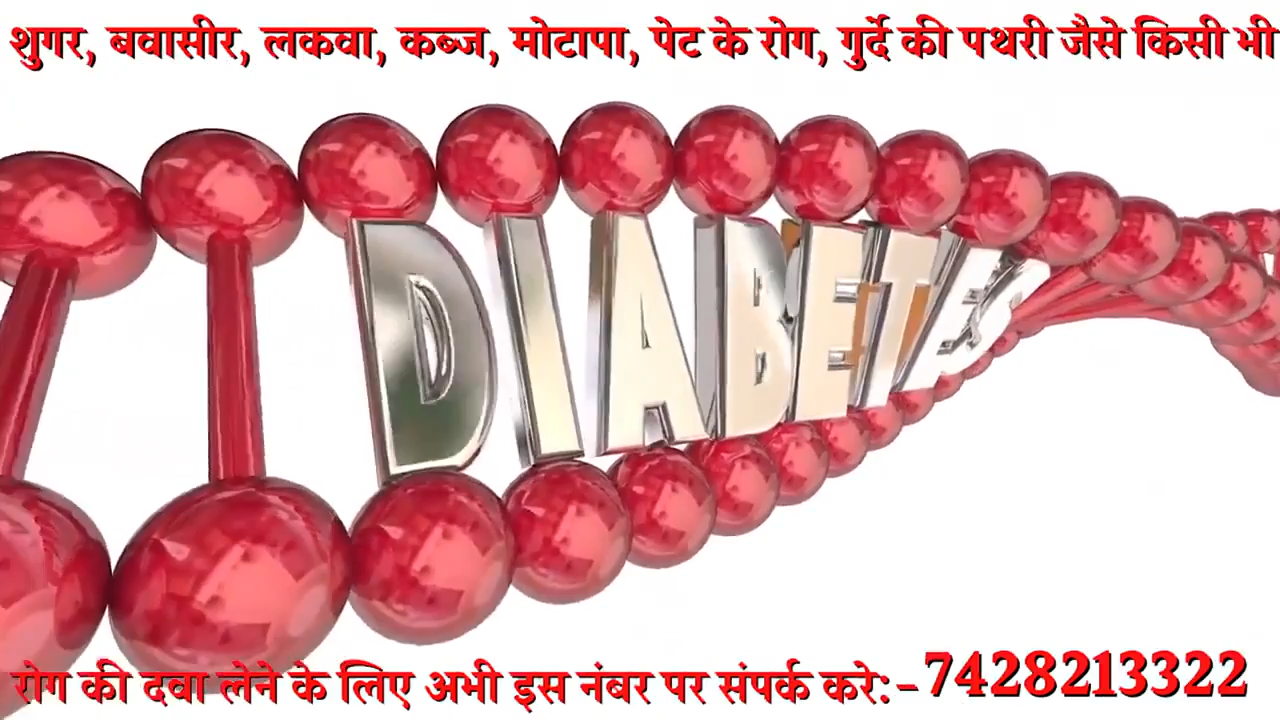 शुगर, बवासीर, लकवा, कब्ज, मोटापा, पेट के रोग, गुर्दे की पथरी जैसे किसी भी
DIABETES
रोग की दवा लेने के लिए अभी इस नंबर पर संपर्क करे:-7428213322